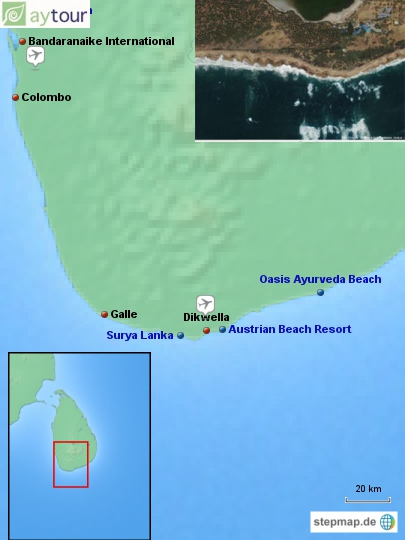 aytour
Bandaranaike International
Colombo
Oasis Ayurveda Beach
Galle
Dikwella
Surya Lanka
Austrian Beach Resort
20 km
stepmap.de